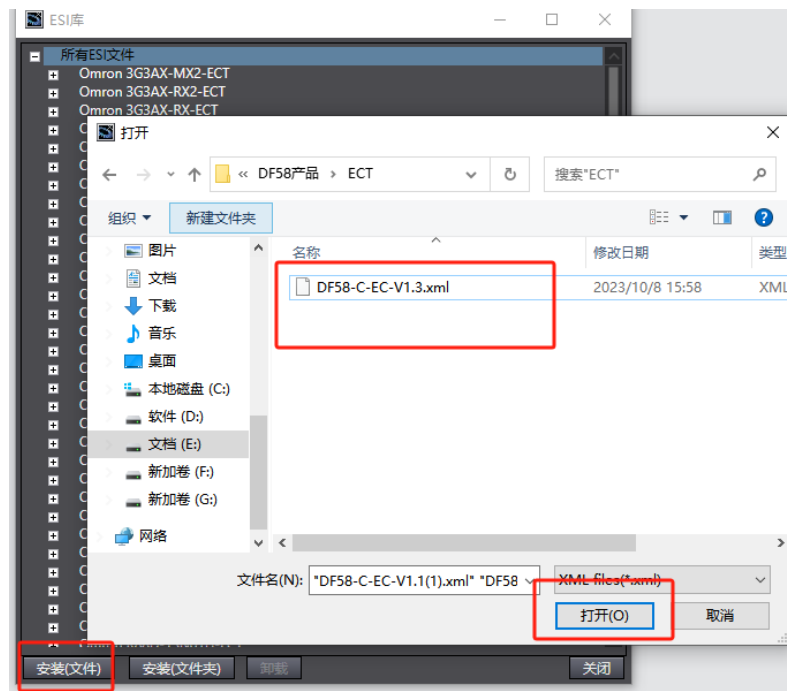 ESI库
所有ESI文件
Omron 3G3AX-MX2-ECT
Omron 3G3AX-RX2-ECT
Omron 3G3AX-RX-ECT
打开
« DF58产品 › ECT
搜索"ECT"
组织
新建文件夹
名称
修改日期
类型
图片
DF58-C-EC-V1.3.xml
2023/10/8 15:58
XML
文档
下载
音乐
桌面
本地磁盘 (C:)
软件 (D:)
文档 (E:)
新加卷 (F:)
新加卷 (G:)
网络
文件名(N):
"DF58-C-EC-V1.1(1).xml" "DF58
XML files(*.xml)
打开(O)
取消
安装(文件)
安装(文件夹)
卸载
关闭